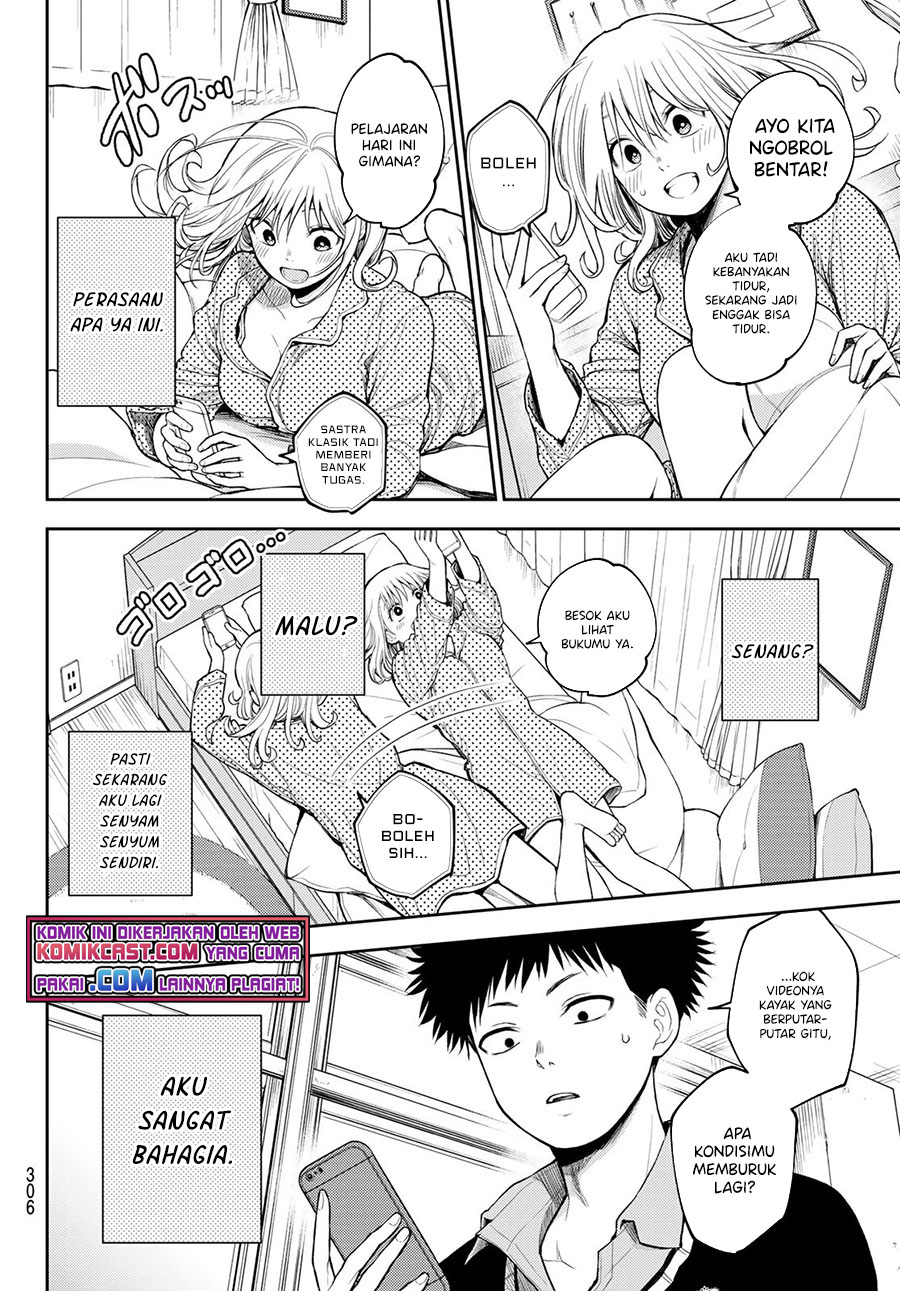 AYO KITA
NGOBROL
BENTAR!
AKU TADI
KEBANYAKAN
TIDUR,
SEKARANG JADI
ENGGAK BISA
TIDUR.
BOLEH
...
PELAJARAN
HARI INI
GIMANA?
ボスッ…
PERASAAN
APA YA INI.
SASTRA
KLASIK TADI
MEMBERI
BANYAK
TUGAS.
SENANG?
BESOK AKU
LIHAT
BUKUMU YA.
MALU?
ゴロゴロ…
BO-
BOLEH
SIH...
PASTI
SEKARANG
AKU LAGI
SENYAM
SENYUM
SENDIRI.
KOMIK INI DIKERJAKAN OLEH WEB
KOMIKCAST.COM YANG CUMA
PAKAI .COM LAINNYA PLAGIAT!
...KOK
VIDEONYA
KAYAK YANG
BERPUTAR-
PUTAR GITU,
APA
KONDISIMU
MEMBURUK
LAGI?
AKU
SANGAT
BAHAGIA.
306